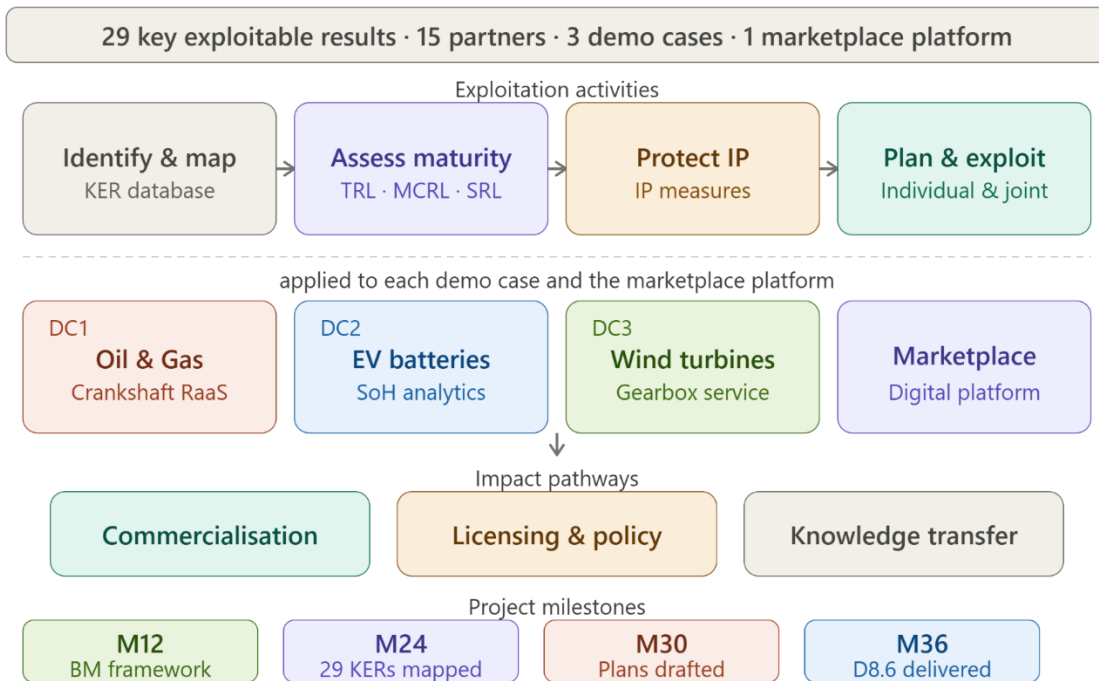 29 key exploitable results · 15 partners · 3 demo cases · 1 marketplace platform
Exploitation activities
Identify & map
KER database
Assess maturity
TRL · MCRL · SRL
Protect IP
IP measures
Plan & exploit
Individual & joint
applied to each demo case and the marketplace platform
DC1
Oil & Gas
Crankshaft RaaS
DC2
EV batteries
SoH analytics
DC3
Wind turbines
Gearbox service
Marketplace
Digital platform
Impact pathways
Commercialisation
Licensing & policy
Knowledge transfer
Project milestones
M12
BM framework
M24
29 KERs mapped
M30
Plans drafted
M36
D8.6 delivered